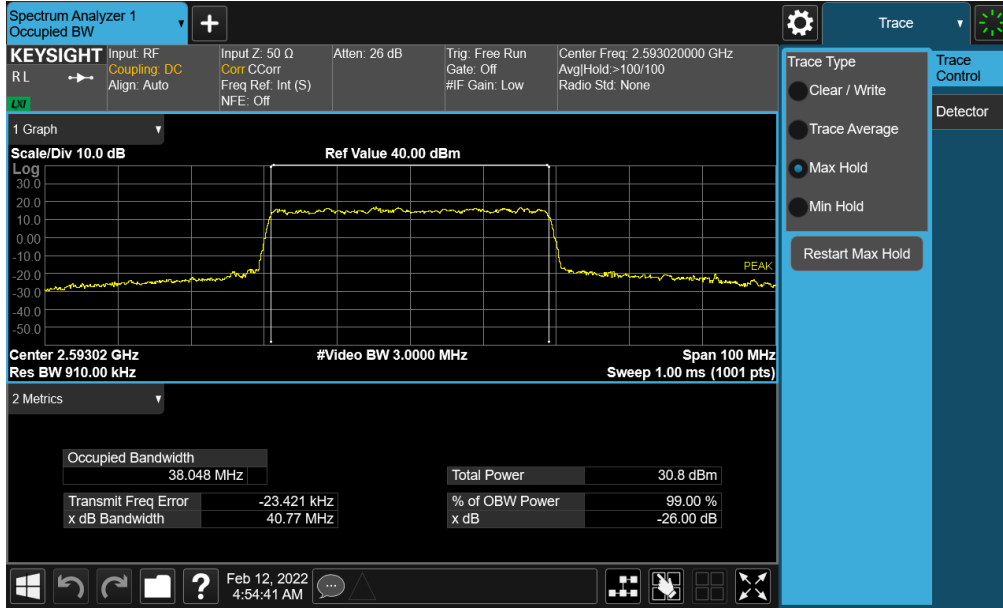 Spectrum Analyzer 1
Occupied BW
Trace
KEYSIGHT
RL
LXI
Input: RF
Coupling: DC
Align: Auto
Input Z: 50 Ω
Corr CCorr
Freq Ref: Int (S)
NFE: Off
Atten: 26 dB
Trig: Free Run
Gate: Off
#IF Gain: Low
Center Freq: 2.593020000 GHz
Avg|Hold:>100/100
Radio Std: None
1 Graph
Scale/Div 10.0 dB
Ref Value 40.00 dBm
Log
30.0
20.0
10.0
0.00
-10.0
-20.0
-30.0
-40.0
-50.0
PEAK
Center 2.59302 GHz
#Video BW 3.0000 MHz
Span 100 MHz
Res BW 910.00 kHz
Sweep 1.00 ms (1001 pts)
2 Metrics
Occupied Bandwidth
38.048 MHz
Total Power 30.8 dBm
Transmit Freq Error -23.421 kHz
% of OBW Power 99.00 %
x dB Bandwidth 40.77 MHz
x dB -26.00 dB
?
Feb 12, 2022
4:54:41 AM
Trace Type
Clear / Write
Trace Average
Max Hold
Min Hold
Restart Max Hold
Trace
Control
Detector